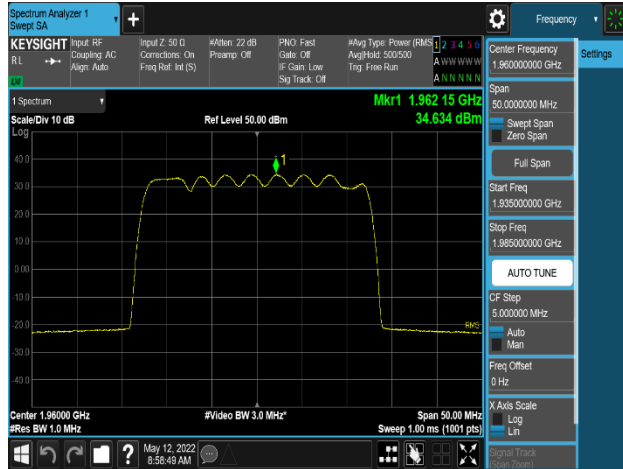 Spectrum Analyzer 1
Swept SA
+
Frequency
KEYSIGHT
Input: RF
Input Z: 50 Ω
#Atten: 22 dB
PNO: Fast
#Avg Type: Power (RMS
1 2 3 4 5 6
R L
Coupling: AC
Corrections: On
Preamp: Off
Gate: Off
Avg|Hold: 500/500
A W W W W W
Align: Auto
Freq Ref: Int (S)
IF Gain: Low
Trig: Free Run
Sig Track: Off
A N N N N N
1 Spectrum
Mkr1 1.962 15 GHz
Scale/Div 10 dB
Ref Level 50.00 dBm
34.634 dBm
Log
40.0
30.0
20.0
10.0
0.00
-10.0
-20.0
-30.0
-40.0
1
RMS
Center 1.96000 GHz
#Video BW 3.0 MHz*
Span 50.00 MHz
#Res BW 1.0 MHz
Sweep 1.00 ms (1001 pts)
?
May 12, 2022
8:58:49 AM
Center Frequency
1.960000000 GHz
Settings
Span
50.0000000 MHz
Swept Span
Zero Span
Full Span
Start Freq
1.935000000 GHz
Stop Freq
1.985000000 GHz
AUTO TUNE
CF Step
5.000000 MHz
Auto
Man
Freq Offset
0 Hz
X Axis Scale
Log
Lin
Signal Track
(Span Zoom)